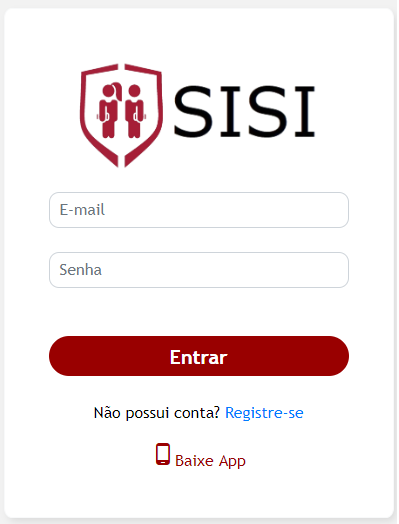 SISI
E-mail
Senha
Entrar
Não possui conta? Registre-se
Baixe App